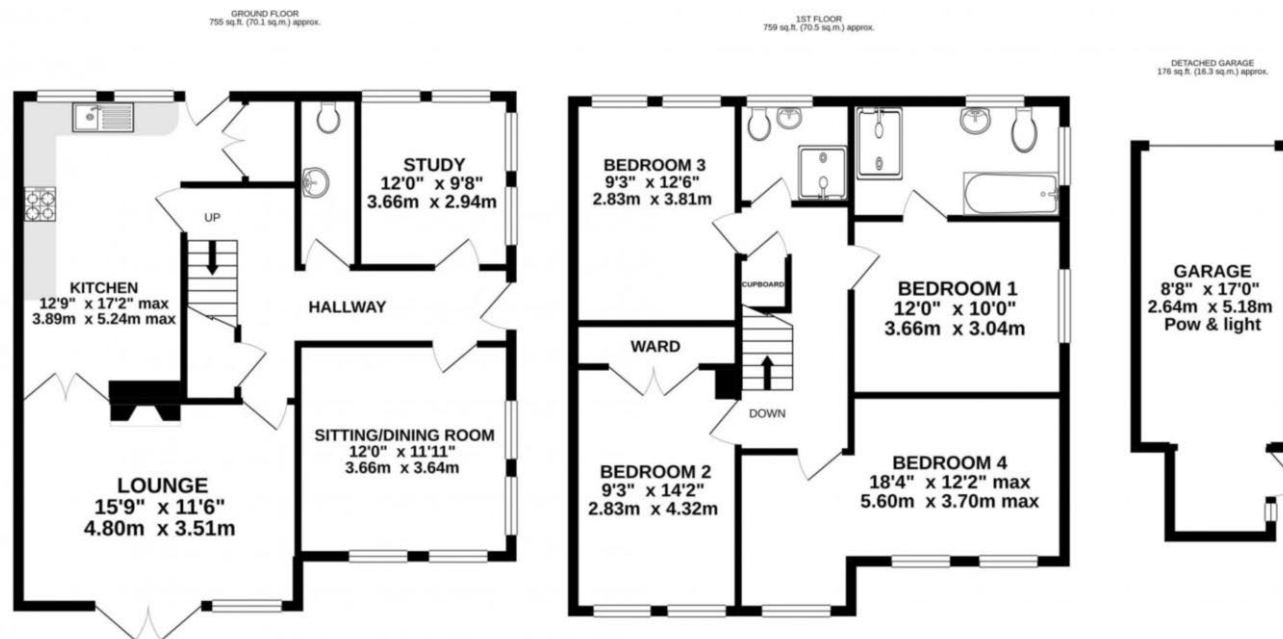 GROUND FLOOR
755 sq.ft. (70.1 sq.m.) approx.
STUDY
12'0" x 9'8"
3.66m x 2.94m
UP
KITCHEN
12'9" x 17'2" max
3.89m x 5.24m max
HALLWAY
SITTING/DINING ROOM
12'0" x 11'11"
3.66m x 3.64m
LOUNGE
15'9" x 11'6"
4.80m x 3.51m
1ST FLOOR
759 sq.ft. (70.5 sq.m.) approx.
BEDROOM 3
9'3" x 12'6"
2.83m x 3.81m
CUPBOARD
BEDROOM 1
12'0" x 10'0"
3.66m x 3.04m
WARD
DOWN
BEDROOM 2
9'3" x 14'2"
2.83m x 4.32m
BEDROOM 4
18'4" x 12'2" max
5.60m x 3.70m max
DETACHED GARAGE
176 sq.ft. (16.3 sq.m.) approx.
GARAGE
8'8" x 17'0"
2.64m x 5.18m
Pow & light